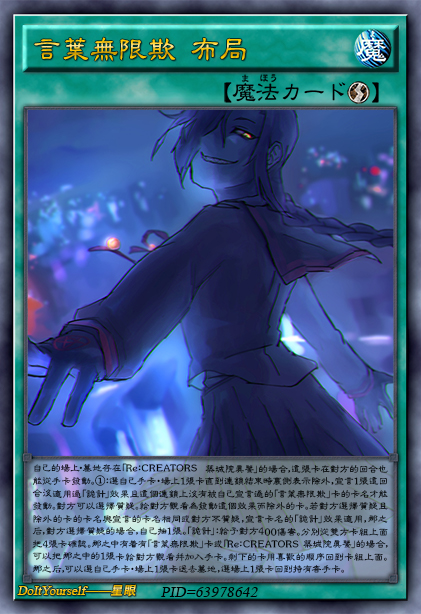 言葉無限欺 布局
魔
ま ほう
【魔法カード】
自己的場上·墓地存在「Re:CREATORS 築城院真鍳」的場合,這張卡在對方的回合也
能從手卡發動。①:選自己手卡·場上1張卡直到連鎖結束時裏側表示除外,宣言1張這回
合沒適用過「詭計」效果且這個連鎖上沒有被自己宣言過的「言葉無限欺」卡的卡名才能
發動。對方可以選擇質疑。給對方觀看為發動這個效果而除外的卡。若對方選擇質疑且
除外的卡的卡名與宣言的卡名相同或對方不質疑,宣言卡名的「詭計」效果適用,那之
後,對方選擇質疑的場合,自己抽1張。「詭計」:給予對方400傷害,分別從雙方卡組上面
把4張卡確認,那之中有着有「言葉無限欺」卡或「Re:CREATORS 築城院真鍳」的場合,
可以把那之中的1張卡給對方觀看并加入手卡。剩下的卡用喜歡的順序回到卡組上面。
那之后,可以選自己手卡·場上1張卡送去墓地,選場上1張卡回到持有者手卡。
DoItYourself——星眼
PID=63978642